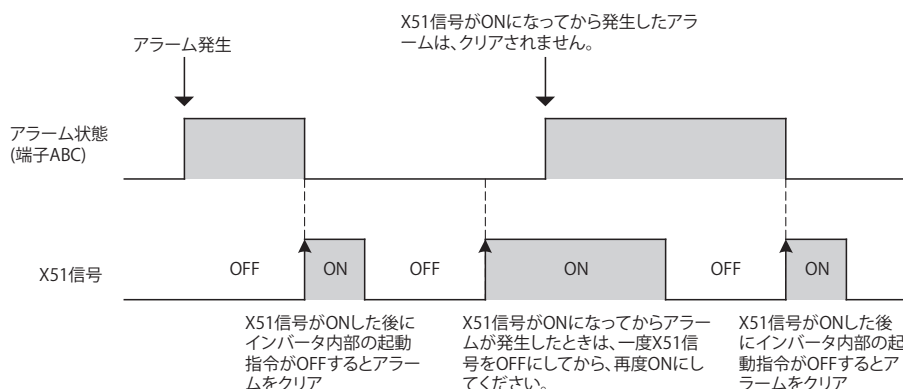 X51信号がONになってから発生したアラ
ームは、クリアされません。
アラーム発生
アラーム状態
(端子ABC)
X51信号
OFF
ON
OFF
ON
OFF
ON
X51信号がONした後に
インバータ内部の起動
指令がOFFするとアラー
ムをクリア
X51信号がONになってからアラー
ムが発生したときは、一度X51信
号をOFFにしてから、再度ONにし
てください。
X51信号がONした後
にインバータ内部の起
動指令がOFFするとア
ラームをクリア